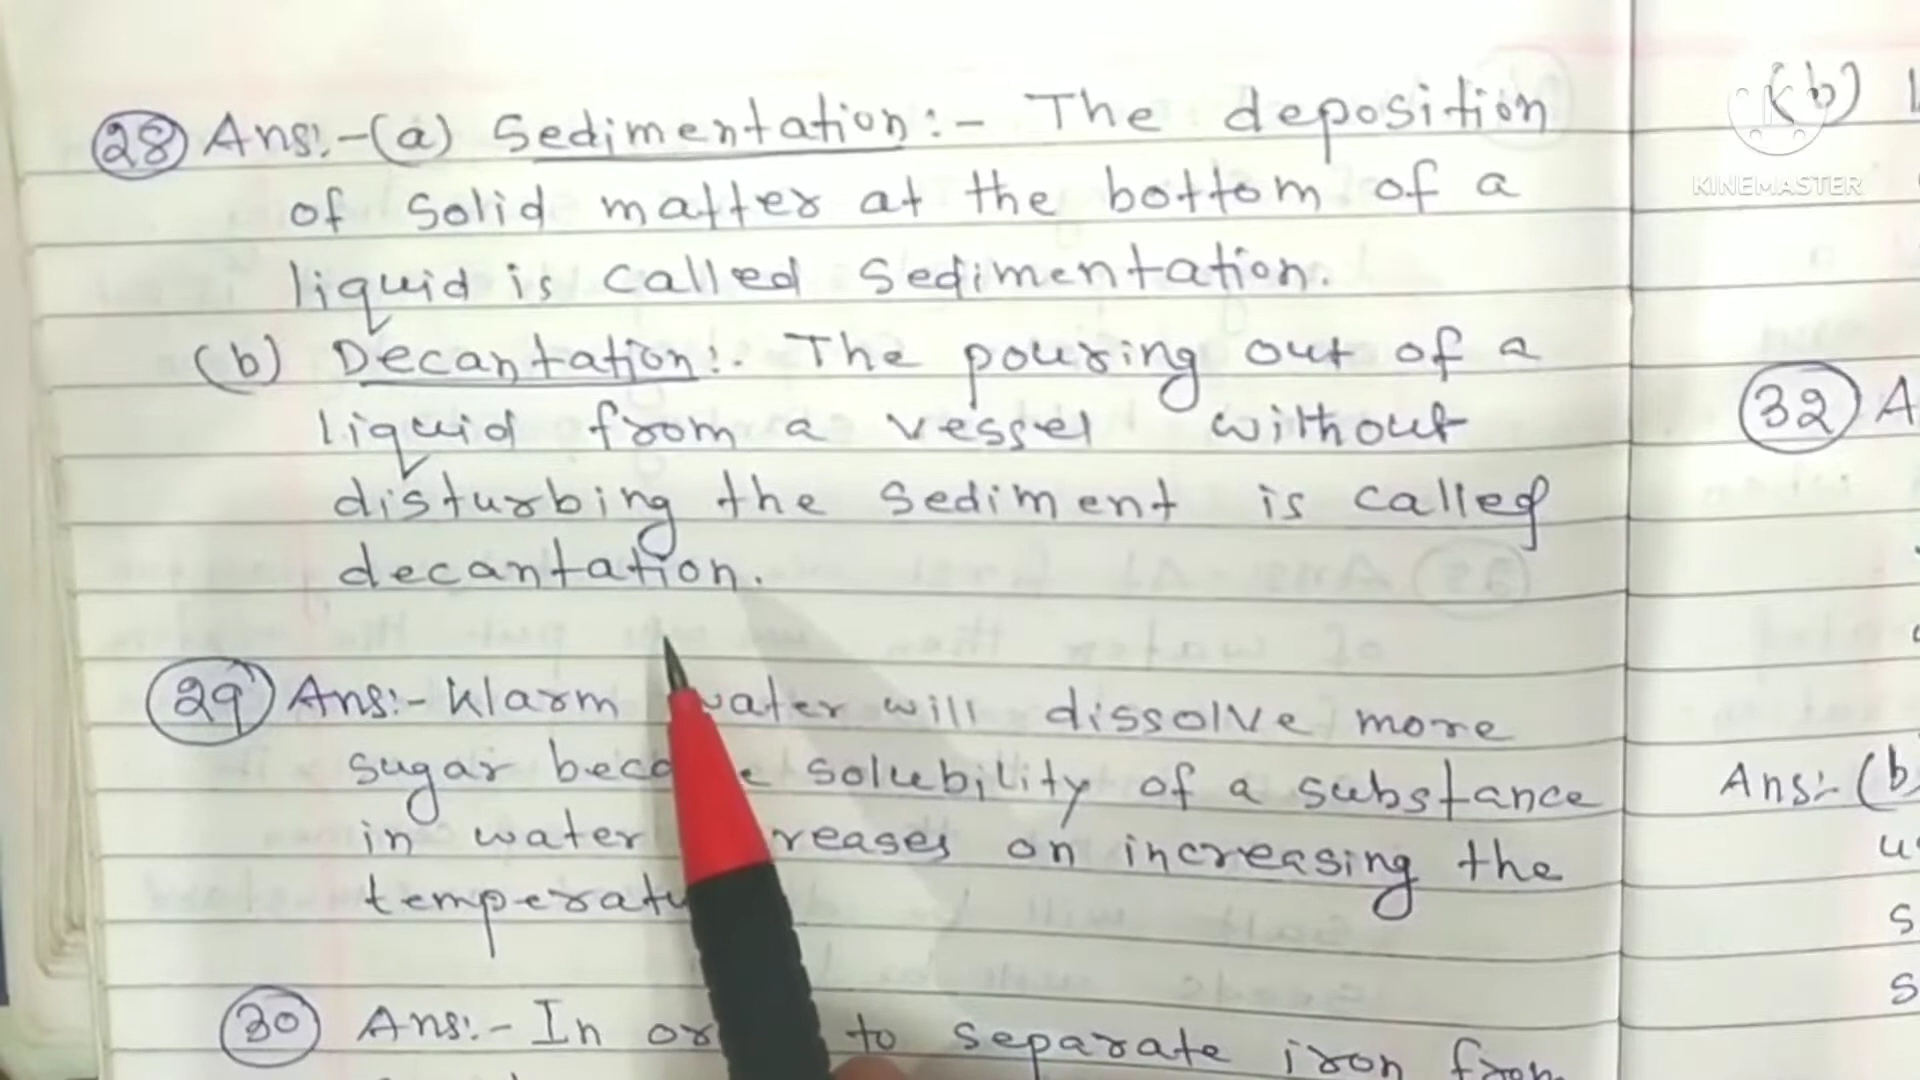 28 Ans:-(a) Sedimentation:- The deposition
of solid matter at the bottom of a
liquid is called sedimentation.
(b) Decantation:- The pouring out of a
liquid from a vessel without
disturbing the sediment is called
decantation.
29 Ans:- Warm water will dissolve more
sugar solubility of a substance
in water on increasing the
30 Ans:- In to separate iron from
(b)
KINEMASTER
32 A
Ans:- (b)